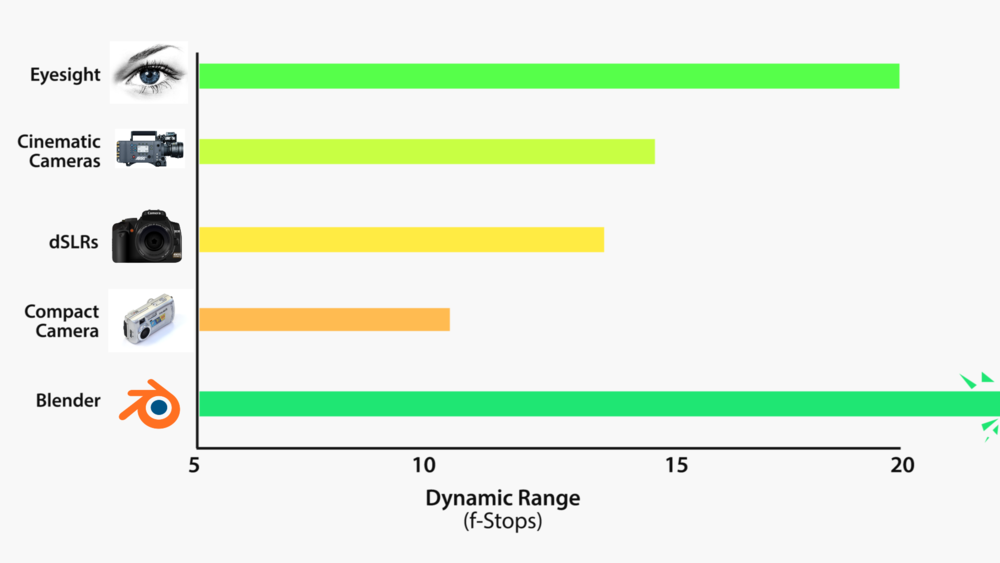 Eyesight
Cinematic
Cameras
dSLRs
Compact
Camera
Blender
5
10
15
20
Dynamic Range
(f-Stops)